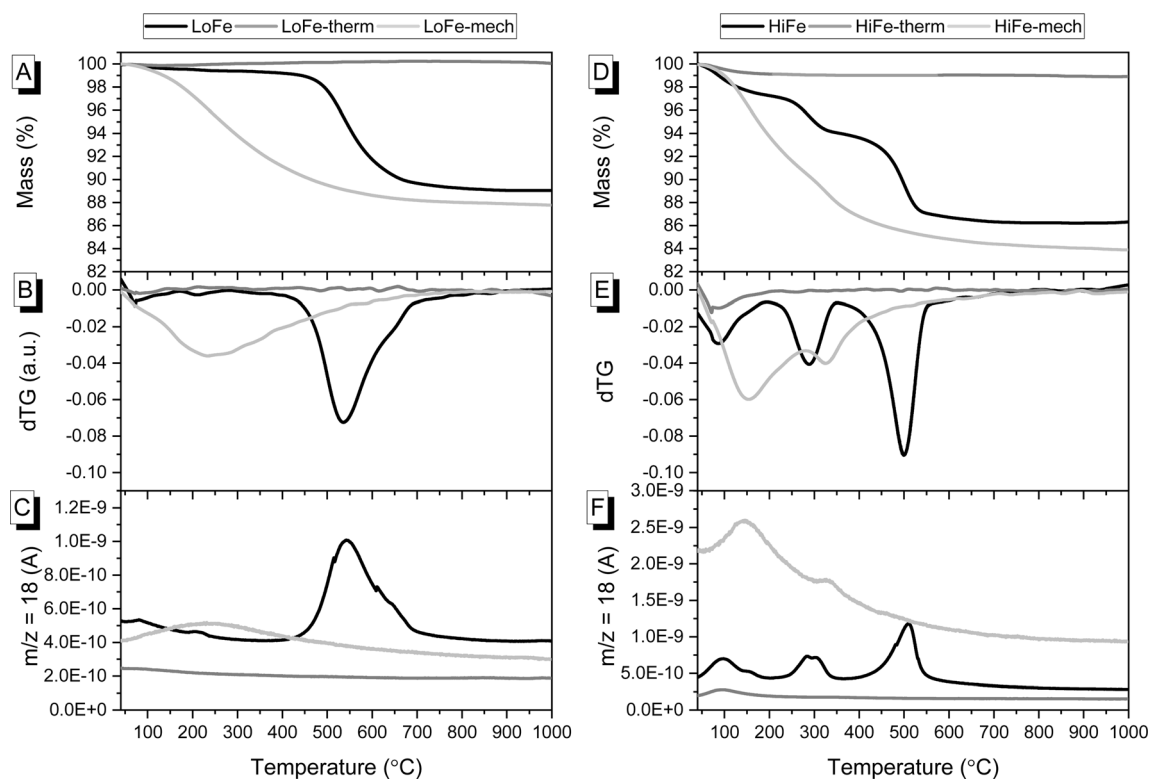 LoFe LoFe-therm LoFe-mech
A
100
98
96
94
92
90
88
86
84
82
Mass (%)
B
0.00
-0.02
-0.04
-0.06
-0.08
-0.10
dTG (a.u.)
C
1.2E-9
1.0E-9
8.0E-10
6.0E-10
4.0E-10
2.0E-10
0.0E+0
m/z = 18 (A)
100 200 300 400 500 600 700 800 900 1000
Temperature (°C)
HiFe HiFe-therm HiFe-mech
D
100
98
96
94
92
90
88
86
84
82
Mass (%)
E
0.00
-0.02
-0.04
-0.06
-0.08
-0.10
dTG
F
3.0E-9
2.5E-9
2.0E-9
1.5E-9
1.0E-9
5.0E-10
0.0E+0
m/z = 18 (A)
100 200 300 400 500 600 700 800 900 1000
Temperature (°C)